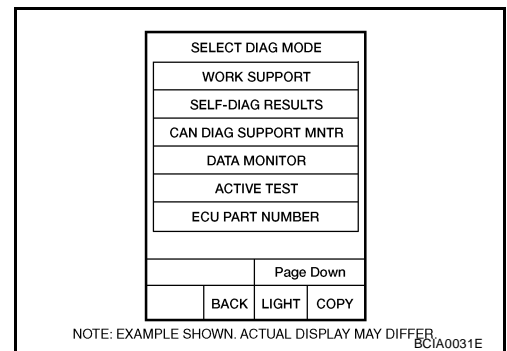 SELECT DIAG MODE
WORK SUPPORT
SELF-DIAG RESULTS
CAN DIAG SUPPORT MNTR
DATA MONITOR
ACTIVE TEST
ECU PART NUMBER
Page Down
BACK LIGHT COPY
NOTE: EXAMPLE SHOWN. ACTUAL DISPLAY MAY DIFFER.
BCIA0031E